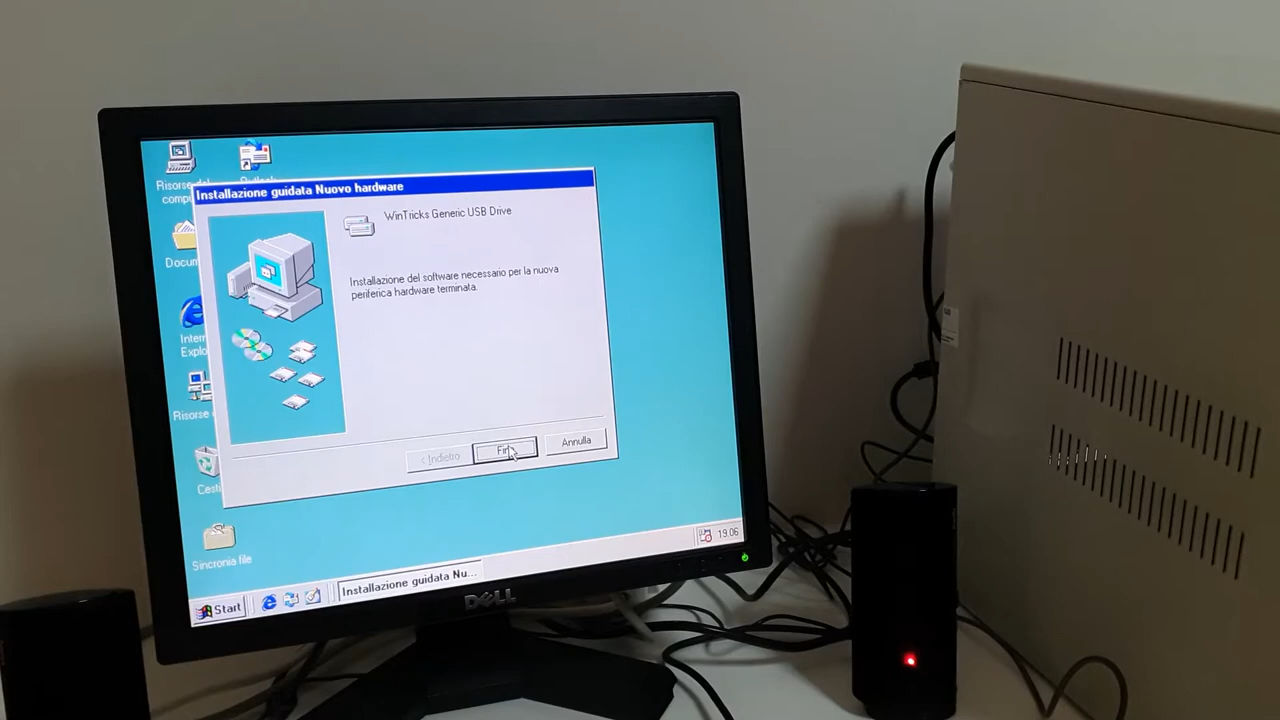 Installazione guidata Nuovo hardware
WinTricks Generic USB Drive
Installazione del software necessario per la nuova
periferica hardware terminata.
< Indietro
Annulla
Risorse
Sincronia file
19.06
Start
Installazione guidata Nu...
DELL